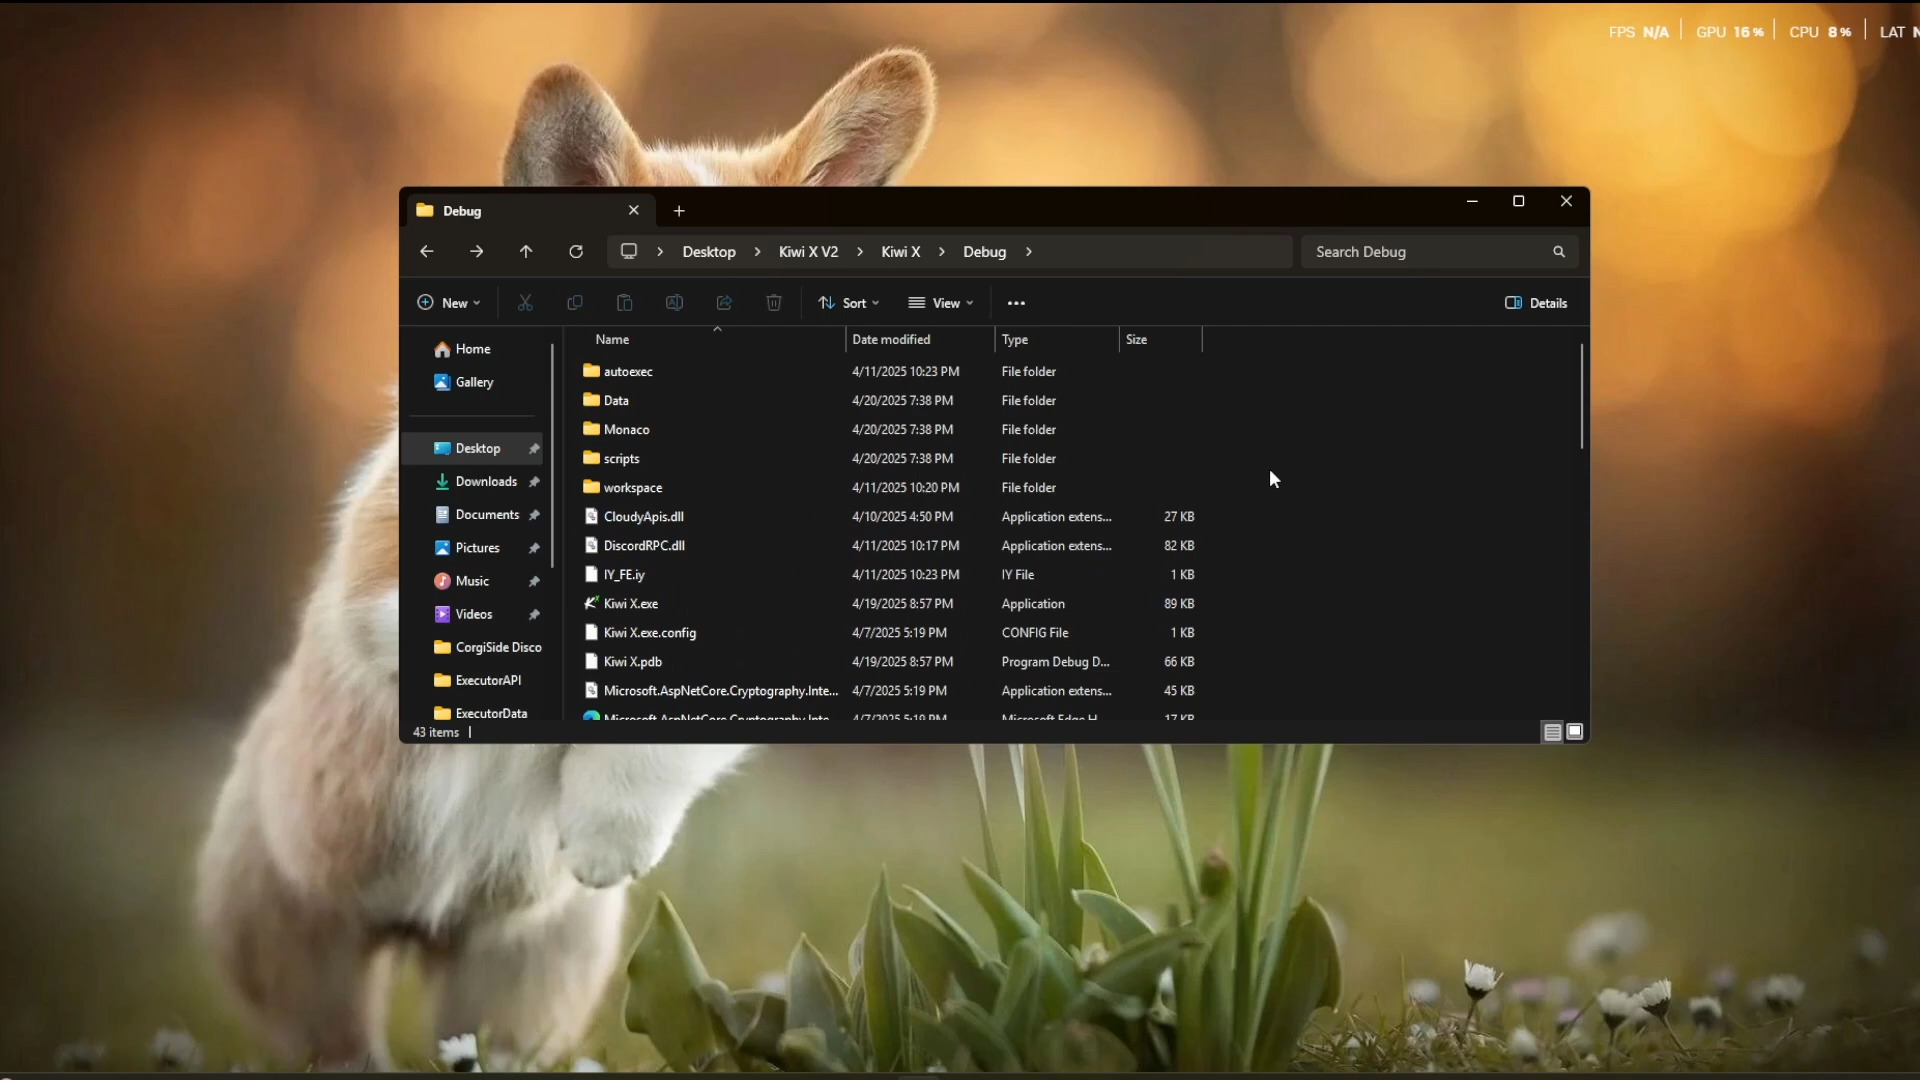 FPS N/A GPU 16% CPU 8% LAT
Debug
Desktop Kiwi X V2 Kiwi X Debug Search Debug
New Sort View Details
Name Date modified Type Size
Home
Gallery
Desktop
Downloads
Documents
Pictures
Music
Videos
CorgiSide Disco
ExecutorAPI
ExecutorData
autoexec 4/11/2025 10:23 PM File folder
Data 4/20/2025 7:38 PM File folder
Monaco 4/20/2025 7:38 PM File folder
scripts 4/20/2025 7:38 PM File folder
workspace 4/11/2025 10:20 PM File folder
CloudyApis.dll 4/10/2025 4:50 PM Application extens... 27 KB
DiscordRPC.dll 4/11/2025 10:17 PM Application extens... 82 KB
IY_FE.iy 4/11/2025 10:23 PM IY File 1 KB
Kiwi X.exe 4/19/2025 8:57 PM Application 89 KB
Kiwi X.exe.config 4/7/2025 5:19 PM CONFIG File 1 KB
Kiwi X.pdb 4/19/2025 8:57 PM Program Debug D... 66 KB
Microsoft.AspNetCore.Cryptography.Inte... 4/7/2025 5:19 PM Application extens... 45 KB
Microsoft.AspNetCore.Cryptography.Inte... 4/7/2025 5:19 PM Microsoft Edge H... 17 KB
43 items